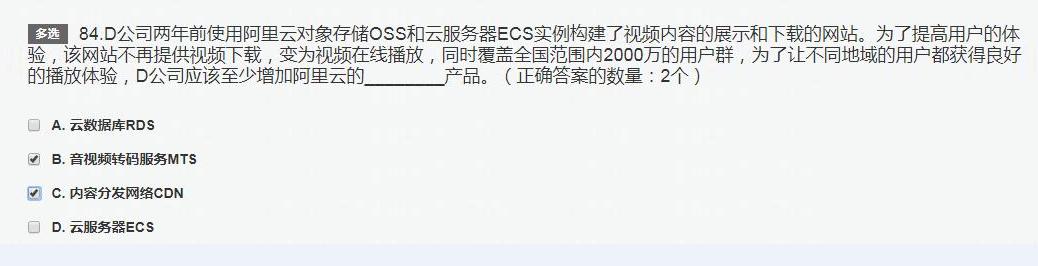 多选 84.D公司两年前使用阿里云对象存储OSS和云服务器ECS实例构建了视频内容的展示和下载的网站。为了提高用户的体
验，该网站不再提供视频下载，变为视频在线播放，同时覆盖全国范围内2000万的用户群，为了让不同地域的用户都获得良好
的播放体验，D公司应该至少增加阿里云的________产品。（正确答案的数量：2个）
A. 云数据库RDS
B. 音视频转码服务MTS
C. 内容分发网络CDN
D. 云服务器ECS